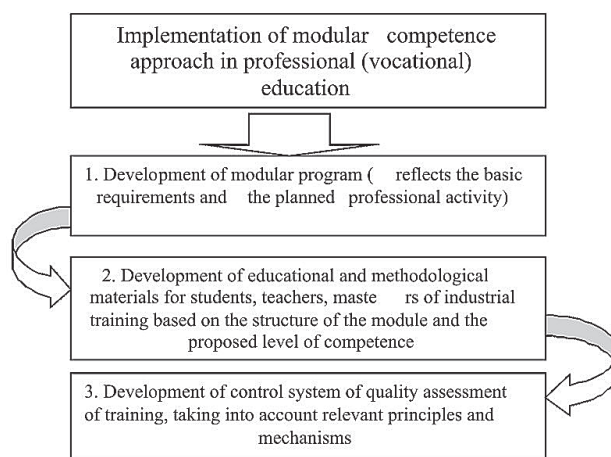 Implementation of modular competence
approach in professional (vocational)
education
1. Development of modular program ( reflects the basic
requirements and the planned professional activity)
2. Development of educational and methodological
materials for students, teachers, maste rs of industrial
training based on the structure of the module and the
proposed level of competence
3. Development of control system of quality assessment
of training, taking into account relevant principles and
mechanisms